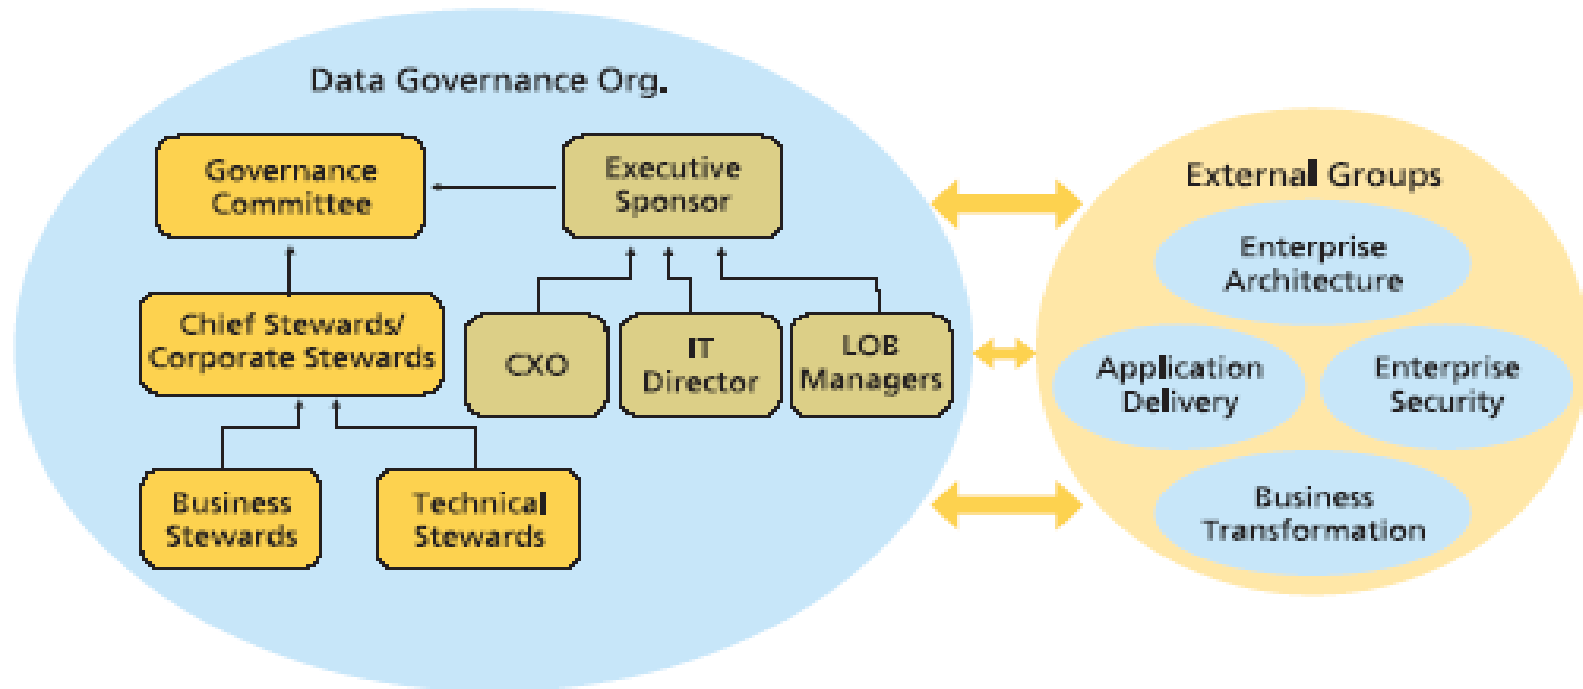 Data Governance Org.
Governance
Committee
Executive
Sponsor
Chief Stewards/
Corporate Stewards
CXO
IT
Director
LOB
Managers
Business
Stewards
Technical
Stewards
External Groups
Enterprise
Architecture
Application
Delivery
Enterprise
Security
Business
Transformation